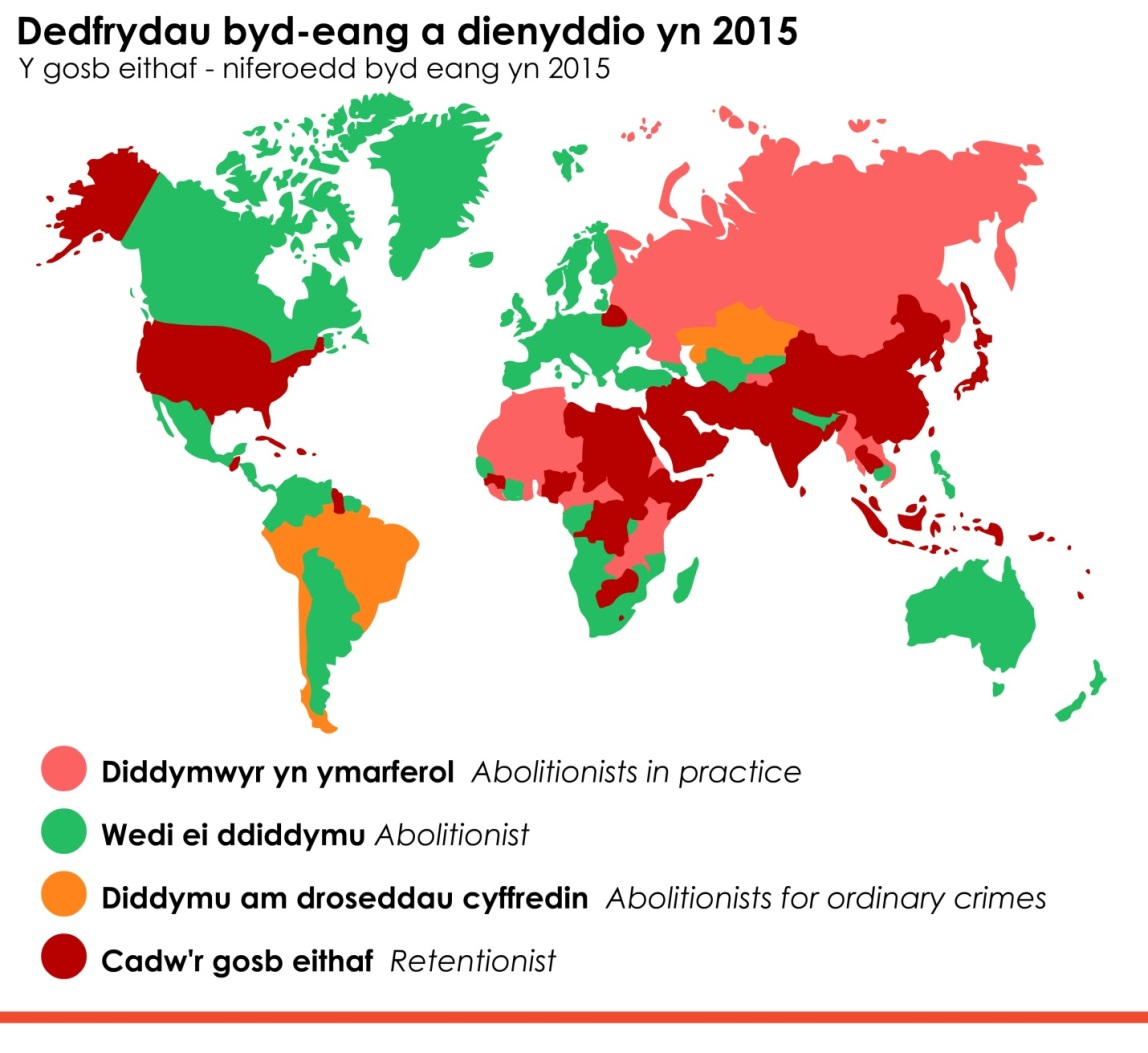 Dedfrydau byd-eang a dienyddio yn 2015
Y gosb eithaf - niferoedd byd eang yn 2015
Diddymwyr yn ymarferol Abolitionists in practice
Wedi ei ddiddymu Abolitionist
Diddymu am droseddau cyffredin Abolitionists for ordinary crimes
Cadw'r gosb eithaf Retentionist